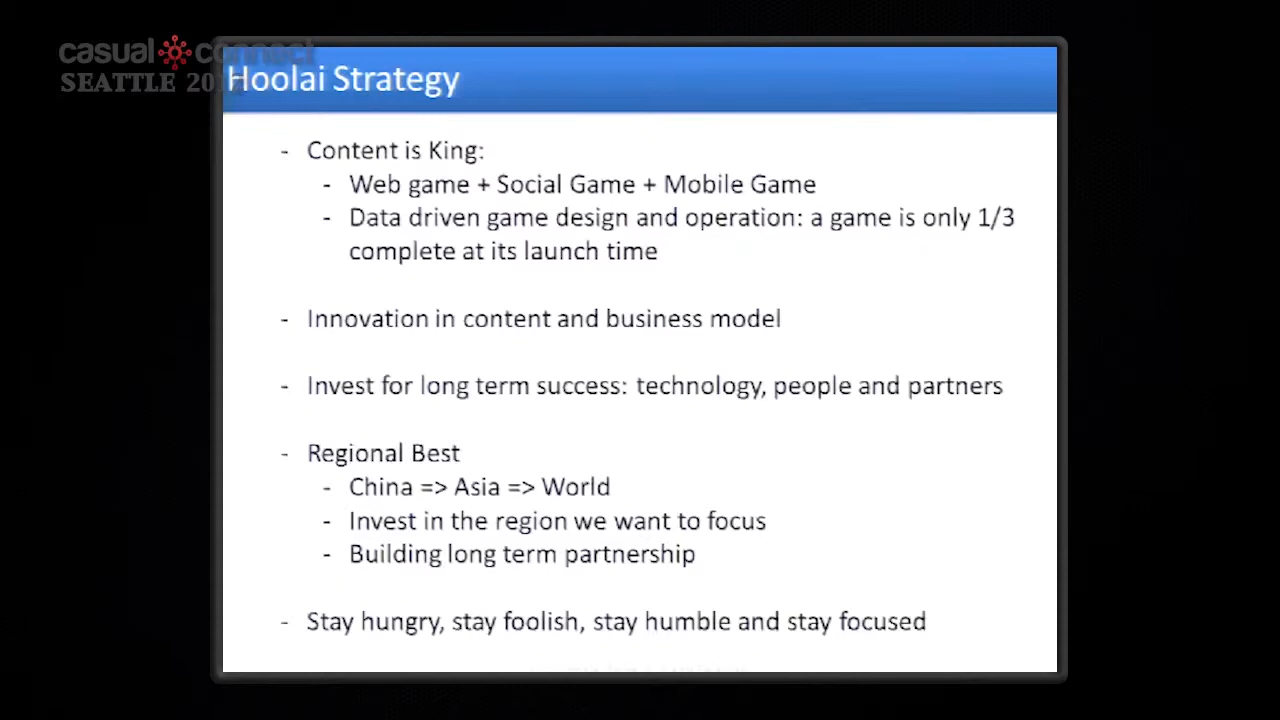 casual connect
SEATTLE 201
Hoolai Strategy
- Content is King:
- Web game + Social Game + Mobile Game
- Data driven game design and operation: a game is only 1/3
complete at its launch time
- Innovation in content and business model
- Invest for long term success: technology, people and partners
- Regional Best
- China => Asia => World
- Invest in the region we want to focus
- Building long term partnership
- Stay hungry, stay foolish, stay humble and stay focused